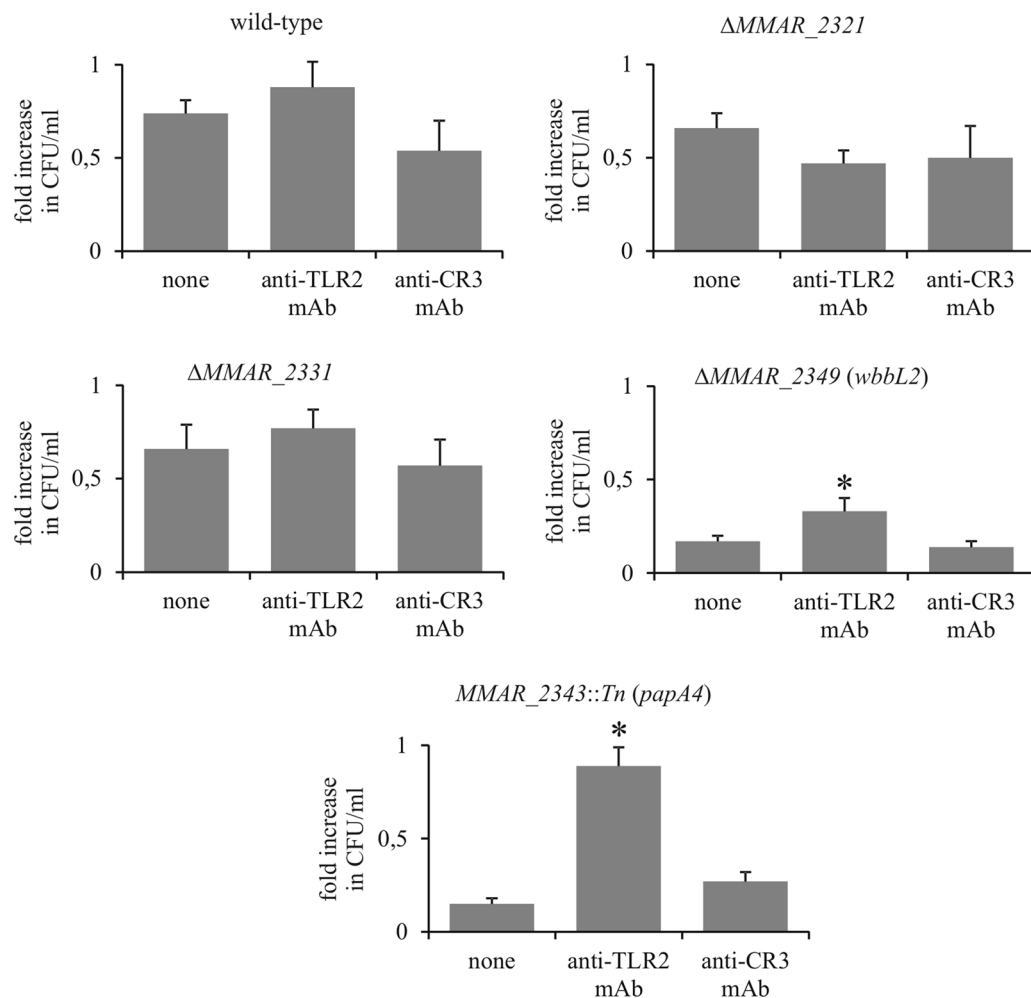 wild-type
fold increase
in CFU/ml
1
0,5
0
none
anti-TLR2
mAb
anti-CR3
mAb
ΔMMAR_2321
fold increase
in CFU/ml
1
0,5
0
none
anti-TLR2
mAb
anti-CR3
mAb
ΔMMAR_2331
fold increase
in CFU/ml
1
0,5
0
none
anti-TLR2
mAb
anti-CR3
mAb
ΔMMAR_2349 (wbbL2)
fold increase
in CFU/ml
1
0,5
0
*
none
anti-TLR2
mAb
anti-CR3
mAb
MMAR_2343::Tn (papA4)
fold increase
in CFU/ml
1
0,5
0
*
none
anti-TLR2
mAb
anti-CR3
mAb